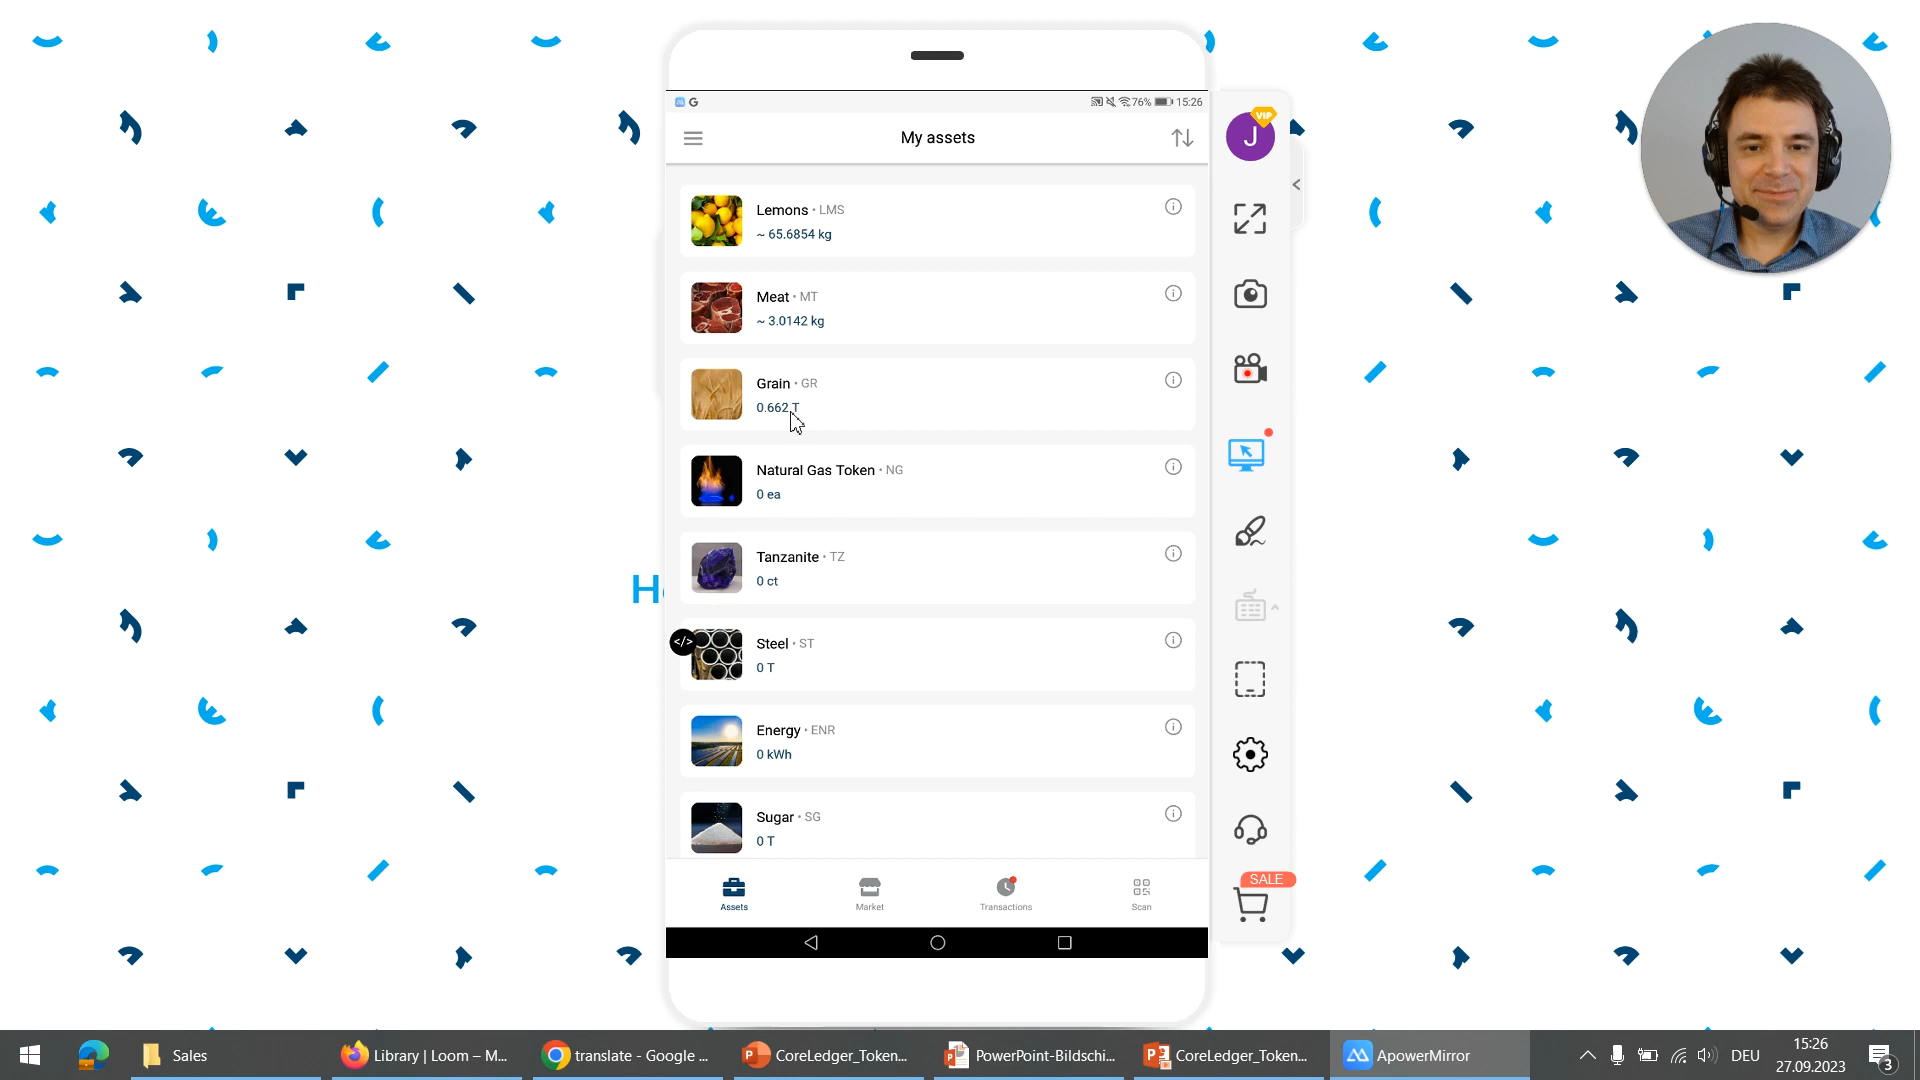 76% 15:26
My assets
VIP
J
Lemons • LMS
~ 65.6854 kg
Meat • MT
~ 3.0142 kg
Grain • GR
0.662 T
Natural Gas Token • NG
0 ea
Tanzanite • TZ
0 ct
</>
Steel • ST
0 T
Energy • ENR
0 kWh
Sugar • SG
0 T
SALE
Assets
Market
Transactions
Scan
Sales
Library | Loom – M...
translate - Google ...
CoreLedger_Token...
PowerPoint-Bildschi...
CoreLedger_Token...
ApowerMirror
DEU
15:26
27.09.2023
3